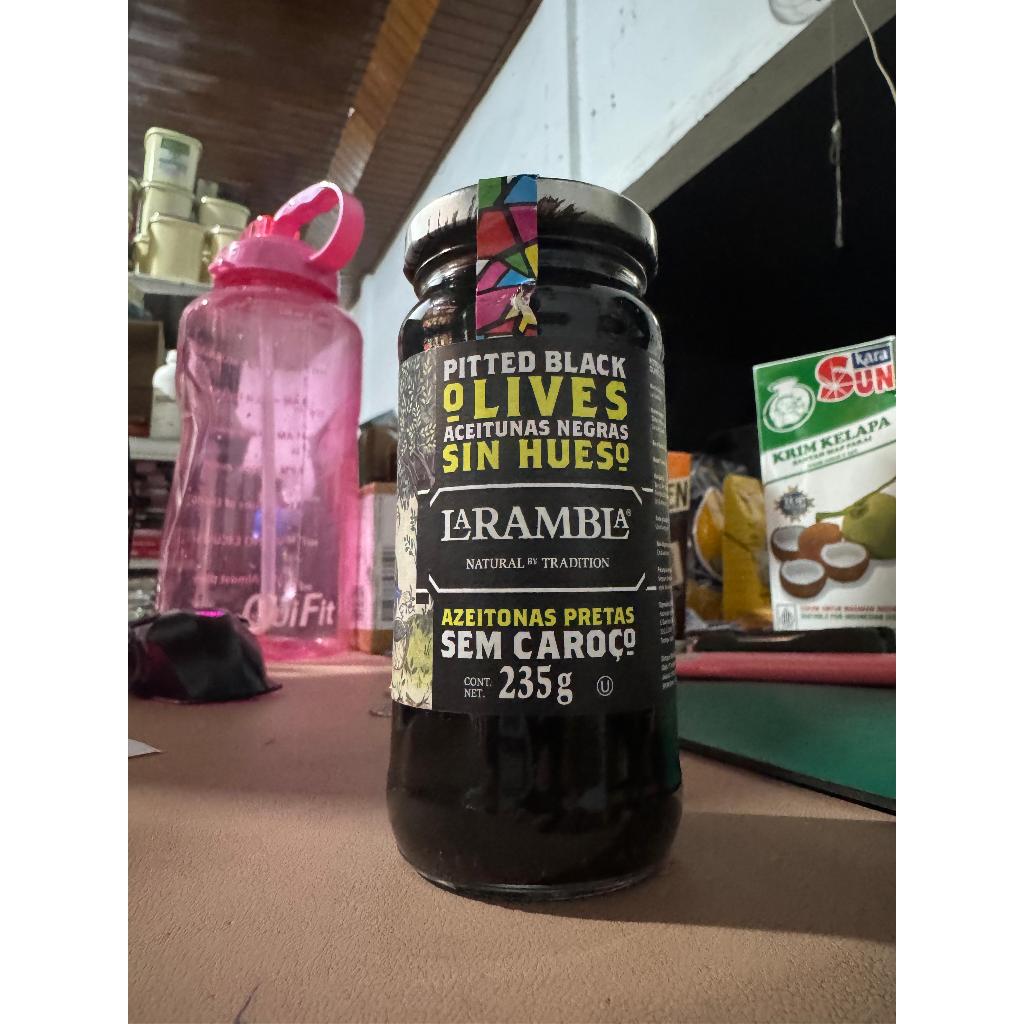 PITTED BLACK
OLIVES
ACEITUNAS NEGRAS
SIN HUESO
LARAMBLA®
NATURAL BY TRADITION
AZEITONAS PRETAS
SEM CAROÇO
CONT.
NET. 235g
U
QuiFit
kara
SUN
KRIM KELAPA
EN